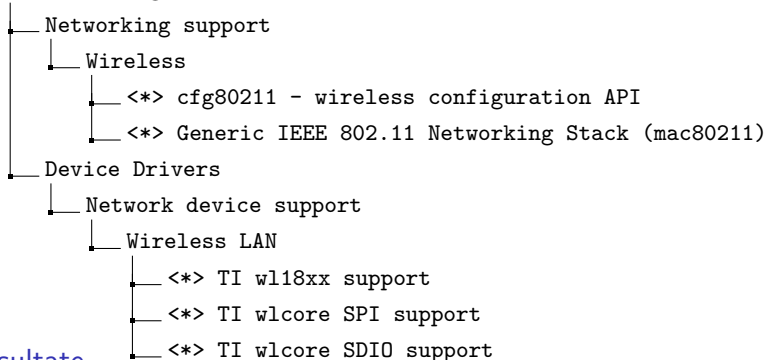 Networking support
Wireless
<*> cfg80211 - wireless configuration API
<*> Generic IEEE 802.11 Networking Stack (mac80211)
Device Drivers
Network device support
Wireless LAN
<*> TI wl18xx support
<*> TI wlcore SPI support
<*> TI wlcore SDIO support